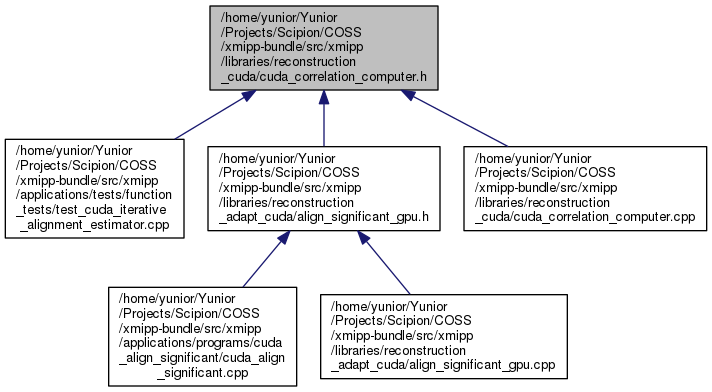 /home/yunior/Yunior
/Projects/Scipion/COSS
/xmipp-bundle/src/xmipp
/libraries/reconstruction
_cuda/cuda_correlation_computer.h
/home/yunior/Yunior
/Projects/Scipion/COSS
/xmipp-bundle/src/xmipp
/applications/tests/function
_tests/test_cuda_iterative
_alignment_estimator.cpp
/home/yunior/Yunior
/Projects/Scipion/COSS
/xmipp-bundle/src/xmipp
/libraries/reconstruction
_adapt_cuda/align_significant_gpu.h
/home/yunior/Yunior
/Projects/Scipion/COSS
/xmipp-bundle/src/xmipp
/libraries/reconstruction
_cuda/cuda_correlation_computer.cpp
/home/yunior/Yunior
/Projects/Scipion/COSS
/xmipp-bundle/src/xmipp
/applications/programs/cuda
_align_significant/cuda_align
_significant.cpp
/home/yunior/Yunior
/Projects/Scipion/COSS
/xmipp-bundle/src/xmipp
/libraries/reconstruction
_adapt_cuda/align_significant_gpu.cpp